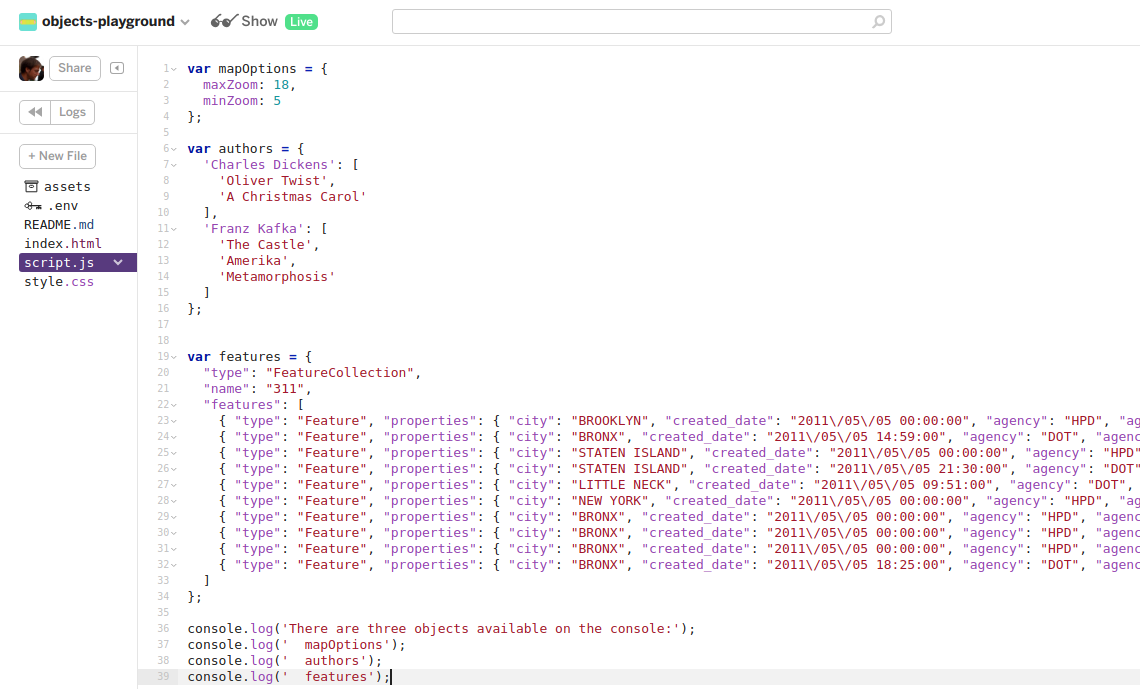 objects-playground Show Live
Share
Logs
+ New File
assets
.env
README.md
index.html
script.js
style.css
1 var mapOptions = {
2   maxZoom: 18,
3   minZoom: 5
4 };
5
6 var authors = {
7   'Charles Dickens': [
8     'Oliver Twist',
9     'A Christmas Carol'
10   ],
11   'Franz Kafka': [
12     'The Castle',
13     'Amerika',
14     'Metamorphosis'
15   ]
16 };
17
18
19 var features = {
20   "type": "FeatureCollection",
21   "name": "311",
22   "features": [
23     { "type": "Feature", "properties": { "city": "BROOKLYN", "created_date": "2011\/05\/05 00:00:00", "agency": "HPD", "ag
24     { "type": "Feature", "properties": { "city": "BRONX", "created_date": "2011\/05\/05 14:59:00", "agency": "DOT", "agenc
25     { "type": "Feature", "properties": { "city": "STATEN ISLAND", "created_date": "2011\/05\/05 00:00:00", "agency": "HPD"
26     { "type": "Feature", "properties": { "city": "STATEN ISLAND", "created_date": "2011\/05\/05 21:30:00", "agency": "DOT"
27     { "type": "Feature", "properties": { "city": "LITTLE NECK", "created_date": "2011\/05\/05 09:51:00", "agency": "DOT",
28     { "type": "Feature", "properties": { "city": "NEW YORK", "created_date": "2011\/05\/05 00:00:00", "agency": "HPD", "ag
29     { "type": "Feature", "properties": { "city": "BRONX", "created_date": "2011\/05\/05 00:00:00", "agency": "HPD", "agenc
30     { "type": "Feature", "properties": { "city": "BRONX", "created_date": "2011\/05\/05 00:00:00", "agency": "HPD", "agenc
31     { "type": "Feature", "properties": { "city": "BRONX", "created_date": "2011\/05\/05 00:00:00", "agency": "HPD", "agenc
32     { "type": "Feature", "properties": { "city": "BRONX", "created_date": "2011\/05\/05 18:25:00", "agency": "DOT", "agenc
33   ]
34 };
35
36 console.log('There are three objects available on the console:');
37 console.log('  mapOptions');
38 console.log('  authors');
39 console.log('  features');